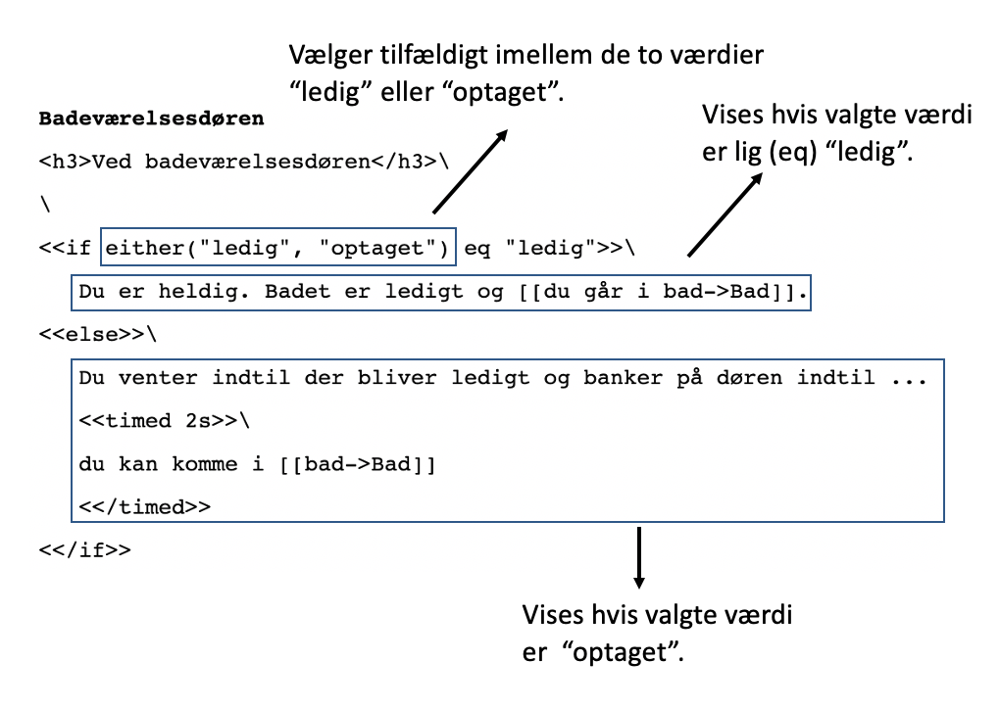 Vælger tilfældigt imellem de to værdier
“ledig” eller “optaget”.
Badeværelsesdøren
Vises hvis valgte værdi
er lig (eq) “ledig”.
<h3>Ved badeværelsesdøren</h3>\
\
<<if either("ledig", "optaget") eq "ledig">>\
Du er heldig. Badet er ledigt og [[du går i bad->Bad]].
<<else>>\
Du venter indtil der bliver ledigt og banker på døren indtil ...
<<timed 2s>>\
du kan komme i [[bad->Bad]]
<</timed>>
<</if>>
Vises hvis valgte værdi
er “optaget”.